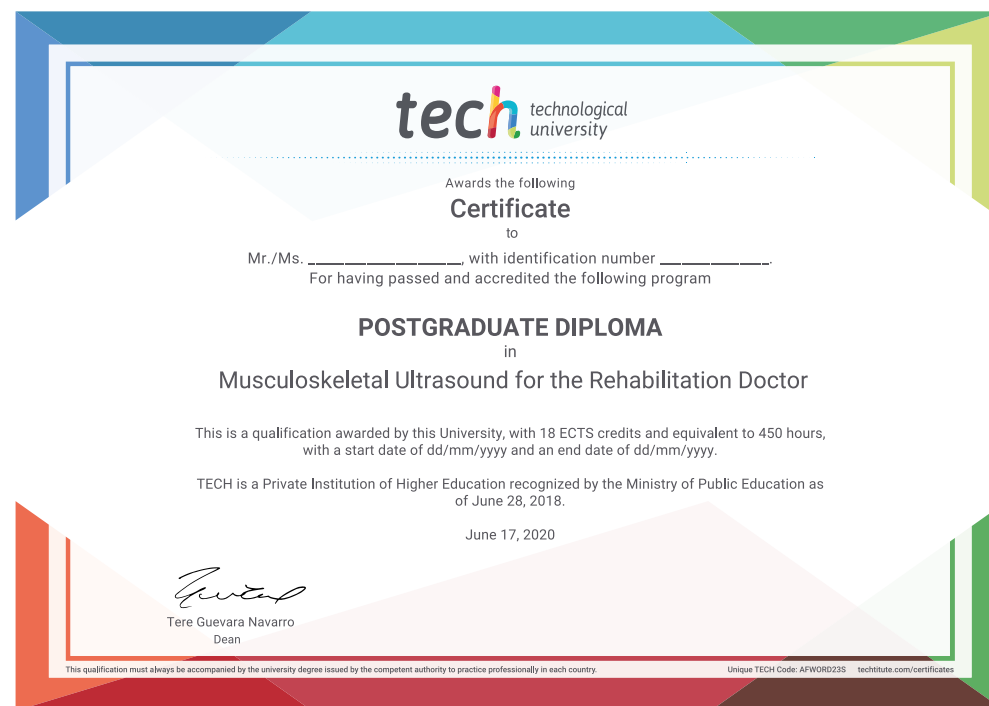 tech technological
university
Awards the following
Certificate
to
Mr./Ms. ____________________, with identification number ______________.
For having passed and accredited the following program
POSTGRADUATE DIPLOMA
in
Musculoskeletal Ultrasound for the Rehabilitation Doctor
This is a qualification awarded by this University, with 18 ECTS credits and equivalent to 450 hours,
with a start date of dd/mm/yyyy and an end date of dd/mm/yyyy.
TECH is a Private Institution of Higher Education recognized by the Ministry of Public Education as
of June 28, 2018.
June 17, 2020
Tere Guevara Navarro
Dean
This qualification must always be accompanied by the university degree issued by the competent authority to practice professionally in each country.
Unique TECH Code: AFWORD23S techtitute.com/certificates